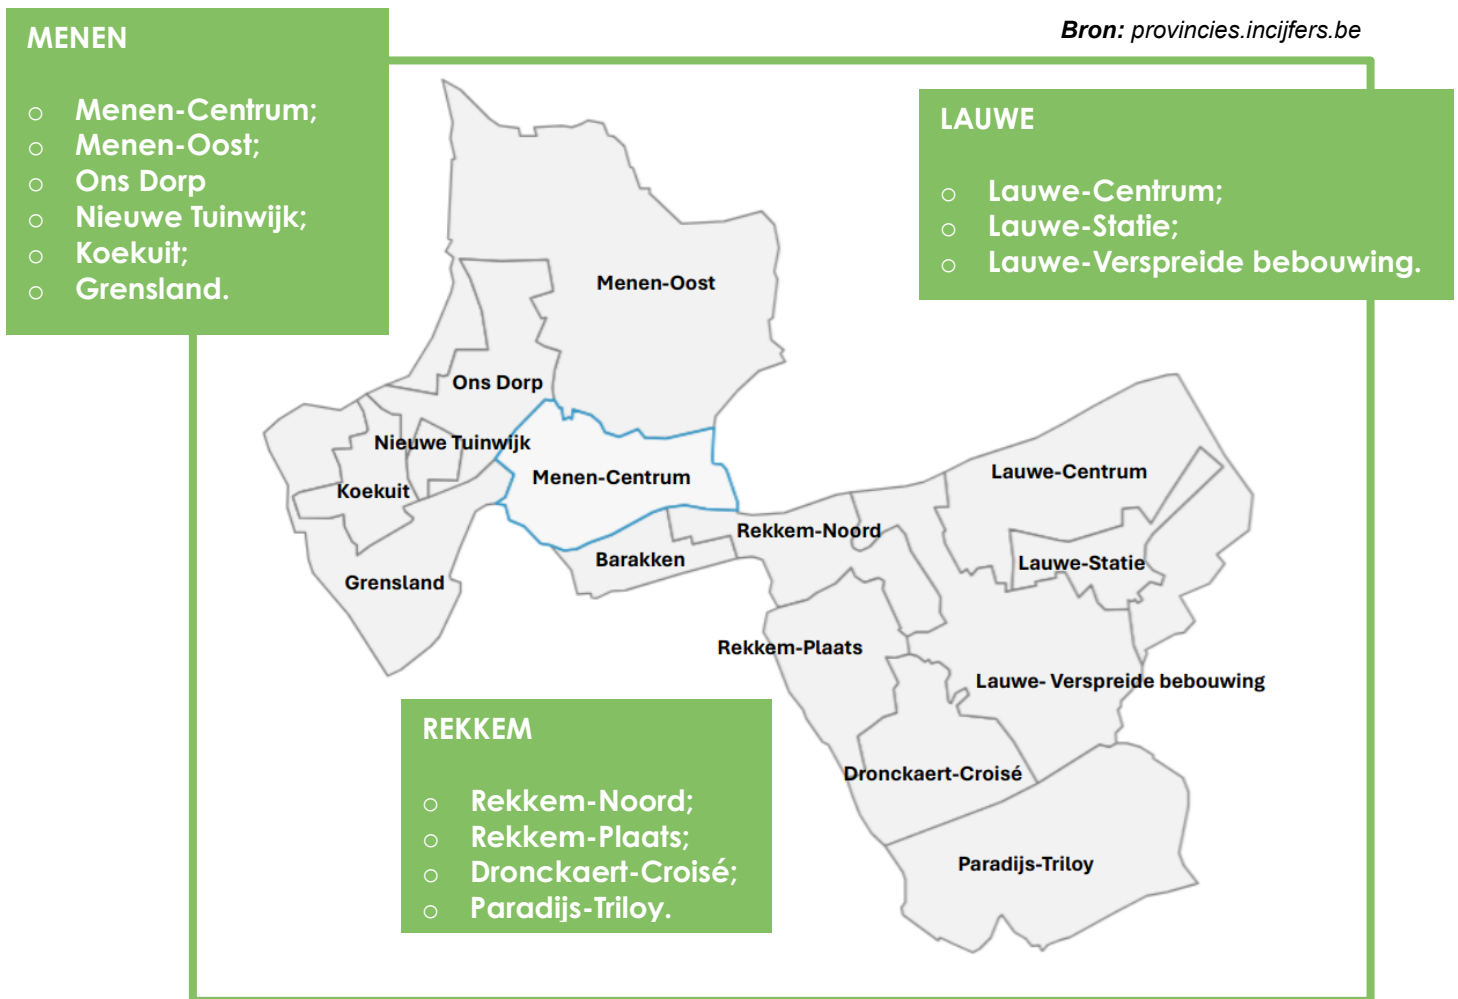 MENEN
o Menen-Centrum;
o Menen-Oost;
o Ons Dorp
o Nieuwe Tuinwijk;
o Koekuit;
o Grensland.
Bron: provincies.incijfers.be
LAUWE
o Lauwe-Centrum;
o Lauwe-Statie;
o Lauwe-Verspreide bebouwing.
Menen-Oost
Ons Dorp
Nieuwe Tuinwijk
Menen-Centrum
Koekuit
Lauwe-Centrum
Rekkem-Noord
Barakken
Lauwe-Statie
Grensland
Rekkem-Plaats
Lauwe- Verspreide bebouwing
Dronckaert-Croisé
Paradijs-Triloy
REKKEM
o Rekkem-Noord;
o Rekkem-Plaats;
o Dronckaert-Croisé;
o Paradijs-Triloy.